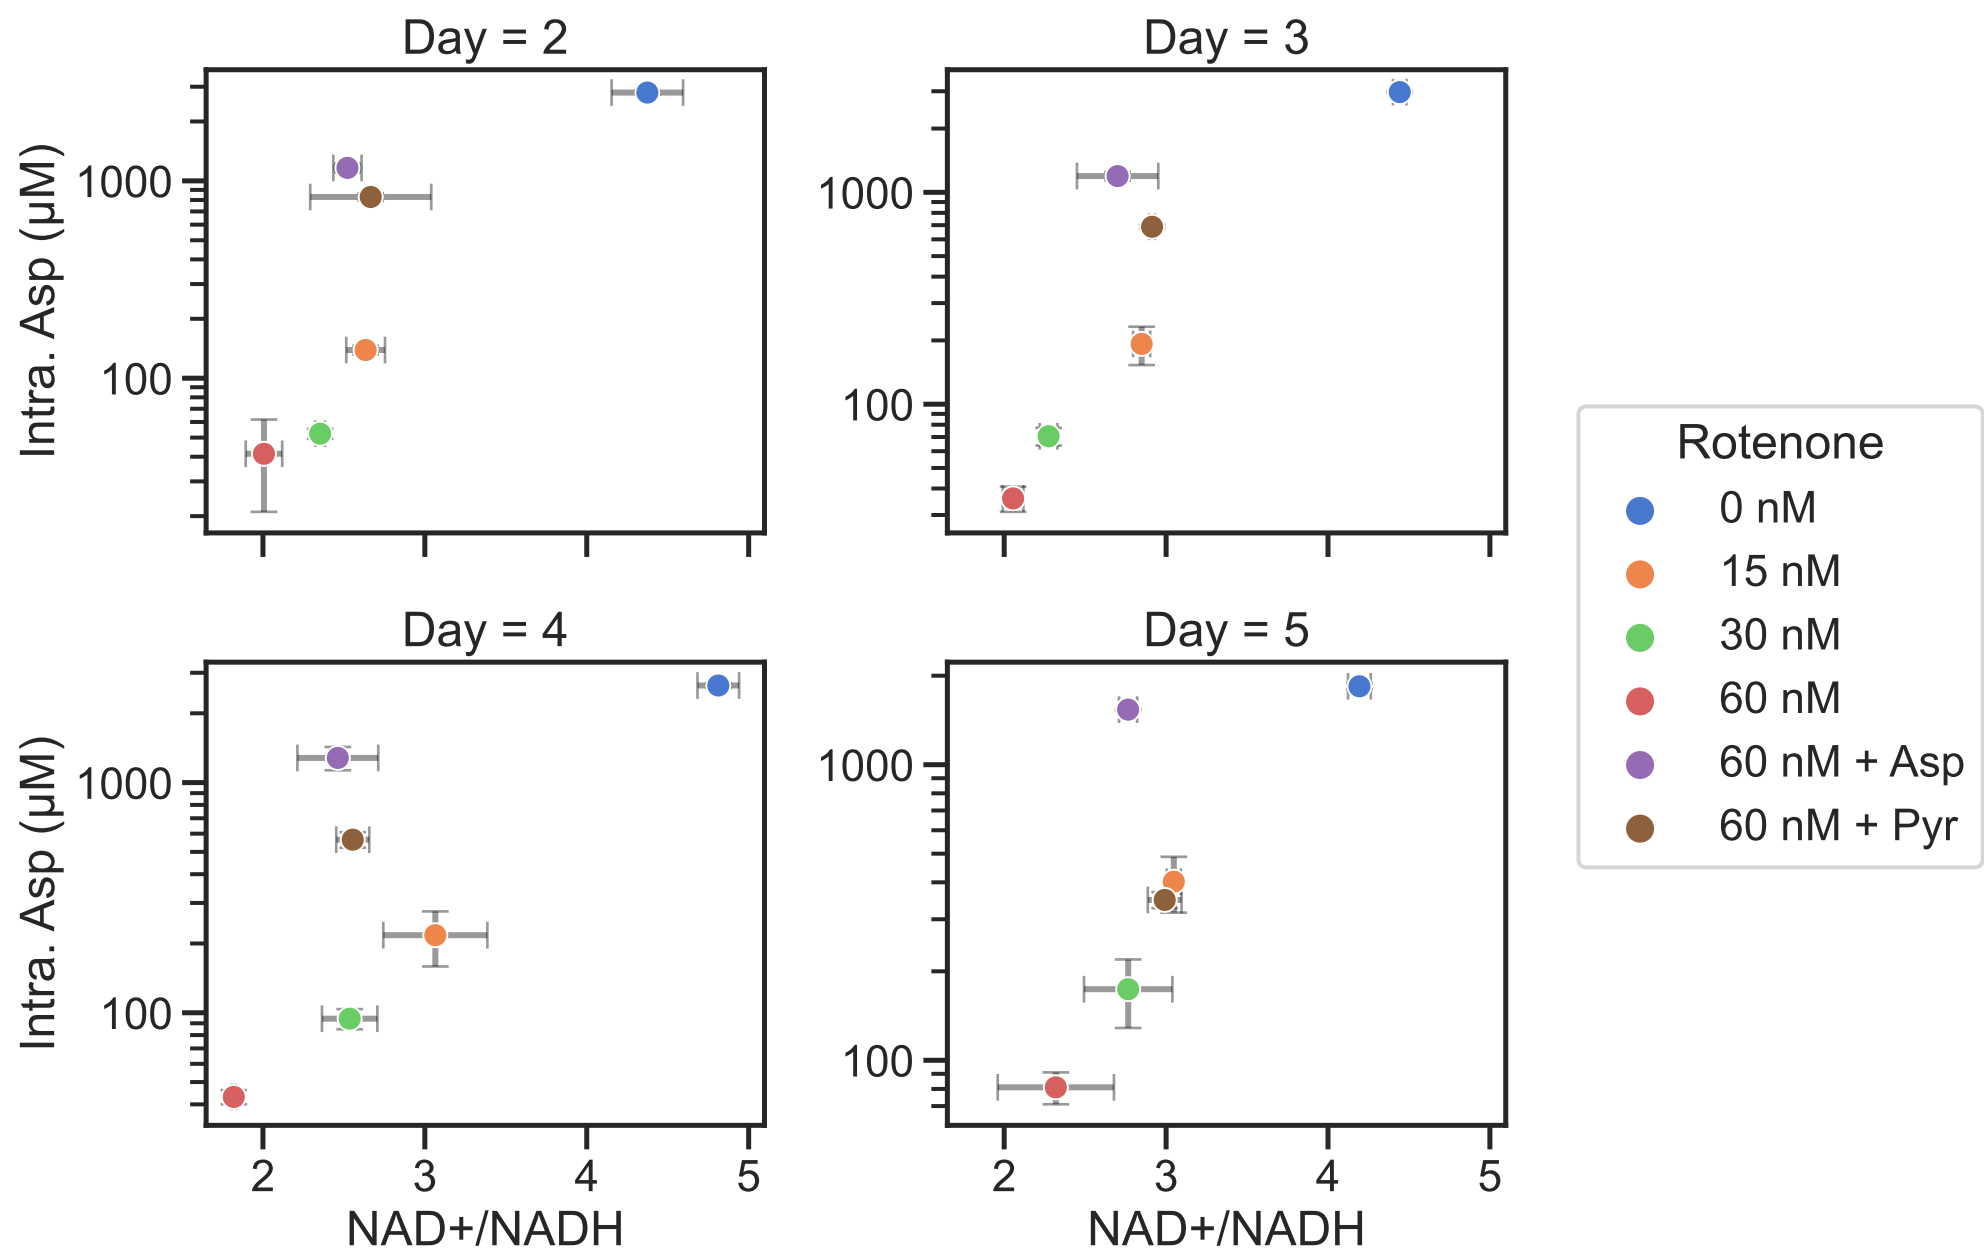 Day = 2
Day = 3
Intra. Asp (μM)
1000
100
1000
100
Day = 4
Day = 5
Intra. Asp (μM)
1000
100
1000
100
2 3 4 5
2 3 4 5
NAD+/NADH
NAD+/NADH
Rotenone
0 nM
15 nM
30 nM
60 nM
60 nM + Asp
60 nM + Pyr